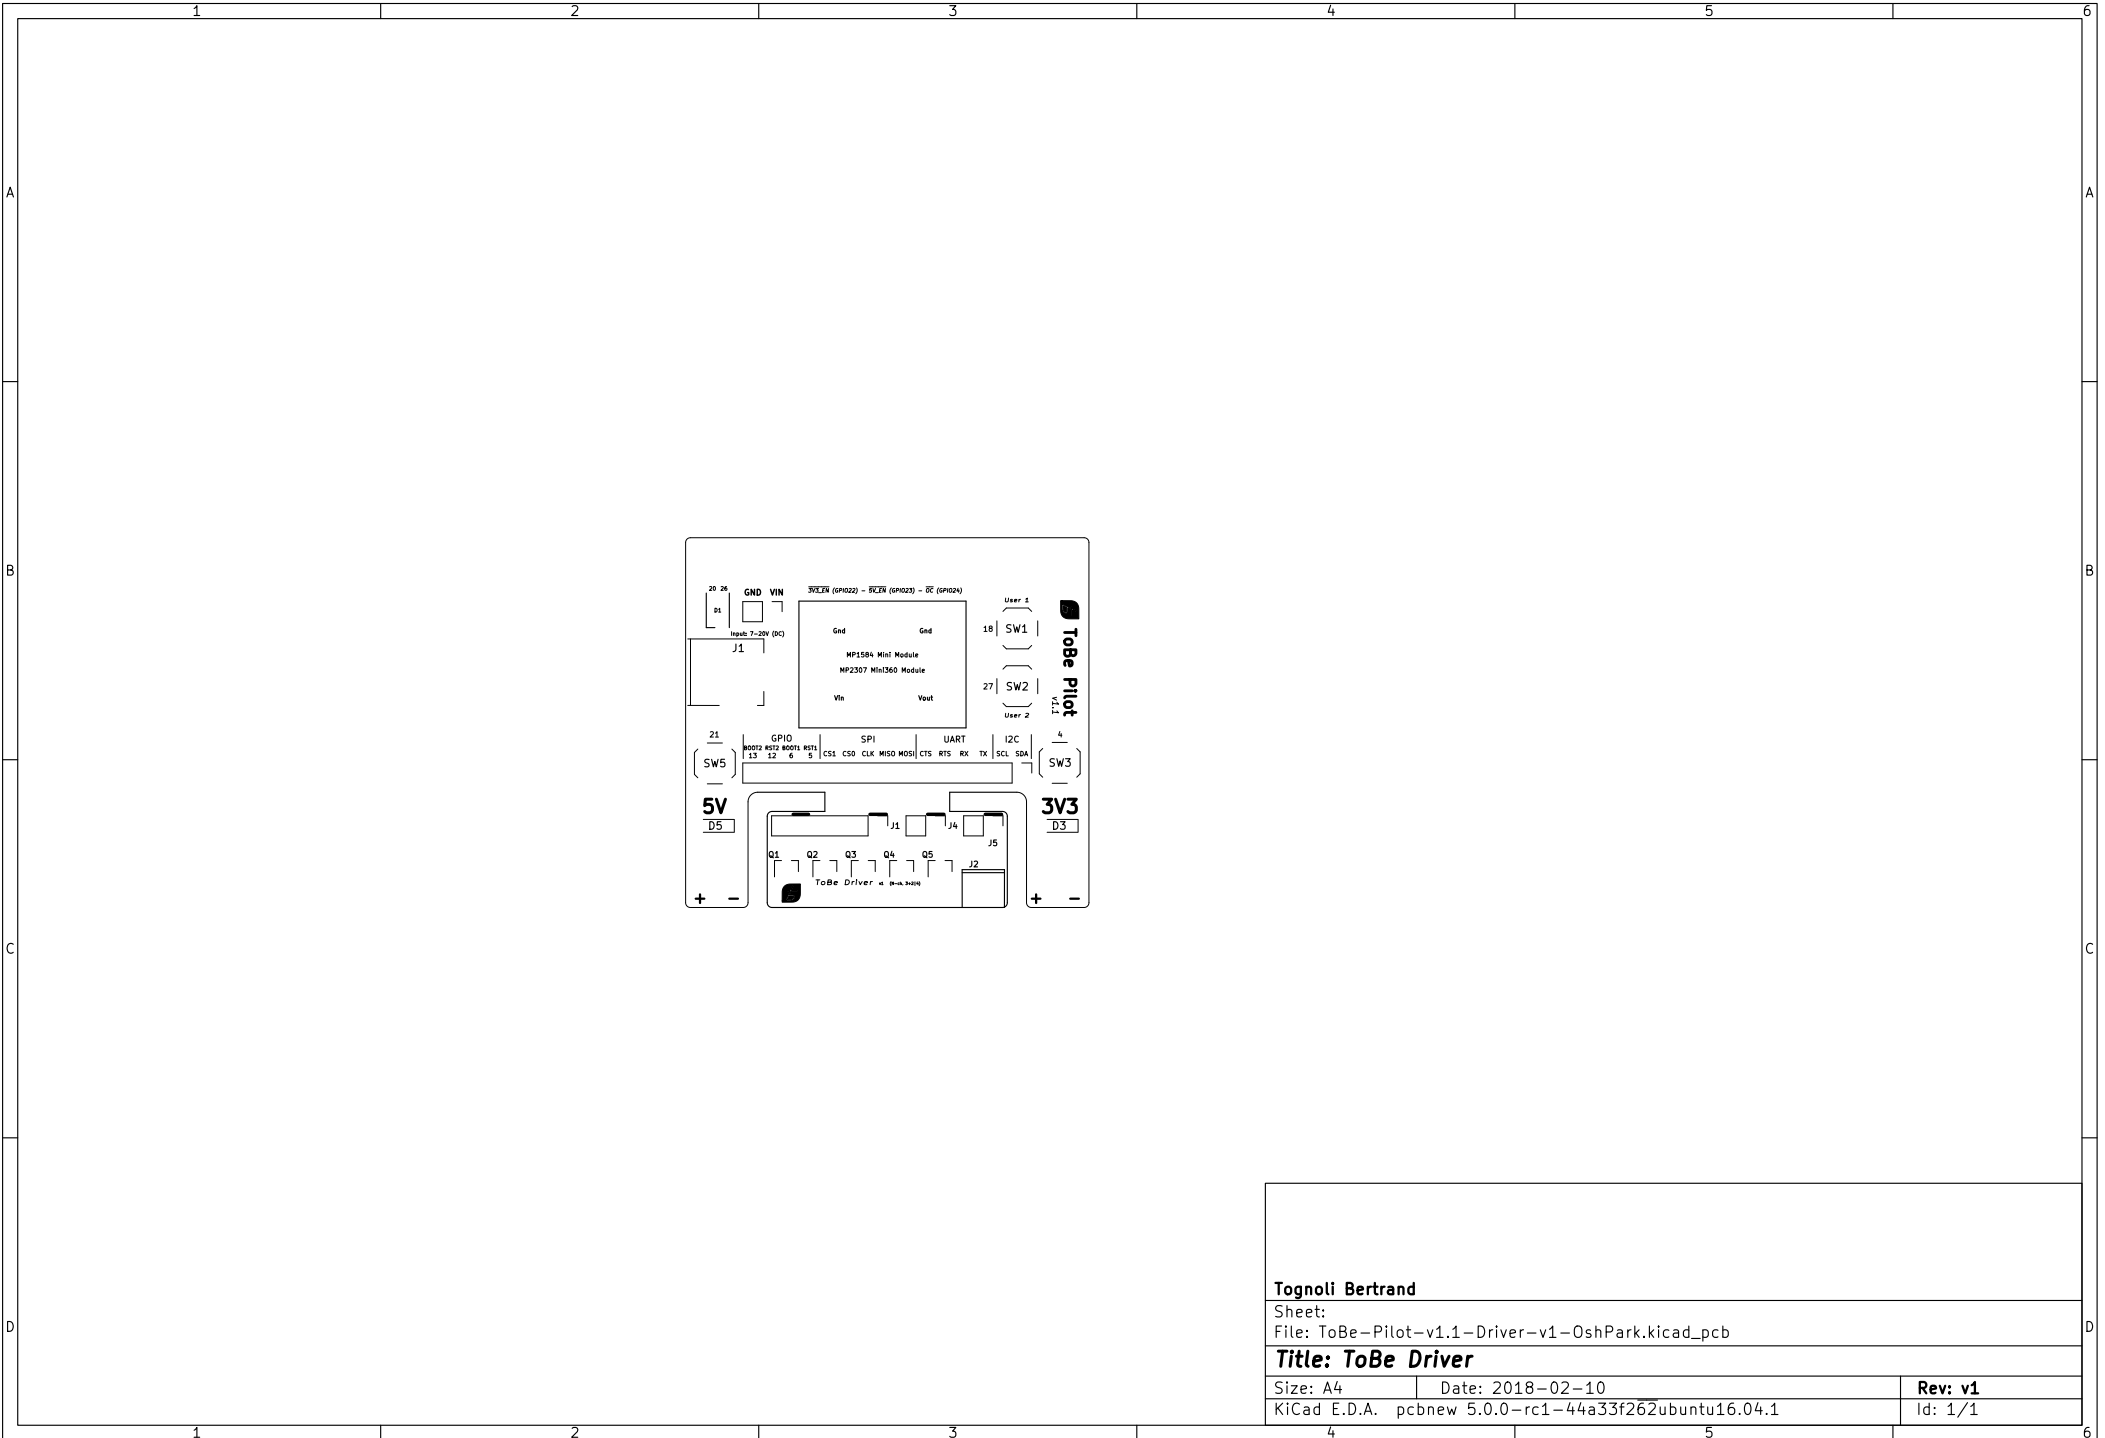 1 2 3 4 5 6
A A
B B
20 26
D1
GND VIN
3V3_EN (GPIO22) – 5V_EN (GPIO23) – OC (GPIO24)
Input: 7–20V (DC)
J1
Gnd Gnd
MP1584 Mini Module
MP2307 Mini360 Module
Vin Vout
User 1
18 SW1
27 SW2
User 2
ToBe Pilot
v1.1
21
SW5
GPIO SPI UART I2C
BOOT2 RST2 BOOT1 RST1
13 12 6 5
CS1 CS0 CLK MISO MOSI CTS RTS RX TX SCL SDA
4
SW3
5V
D5
3V3
D3
J1 J4
J5
Q1 Q2 Q3 Q4 Q5
J2
ToBe Driver v1
+ – + –
C C
D D
Tognoli Bertrand
Sheet:
File: ToBe–Pilot–v1.1–Driver–v1–OshPark.kicad_pcb
Title: ToBe Driver
Size: A4 Date: 2018–02–10 Rev: v1
KiCad E.D.A. pcbnew 5.0.0–rc1–44a33f262ubuntu16.04.1 Id: 1/1
1 2 3 4 5 6